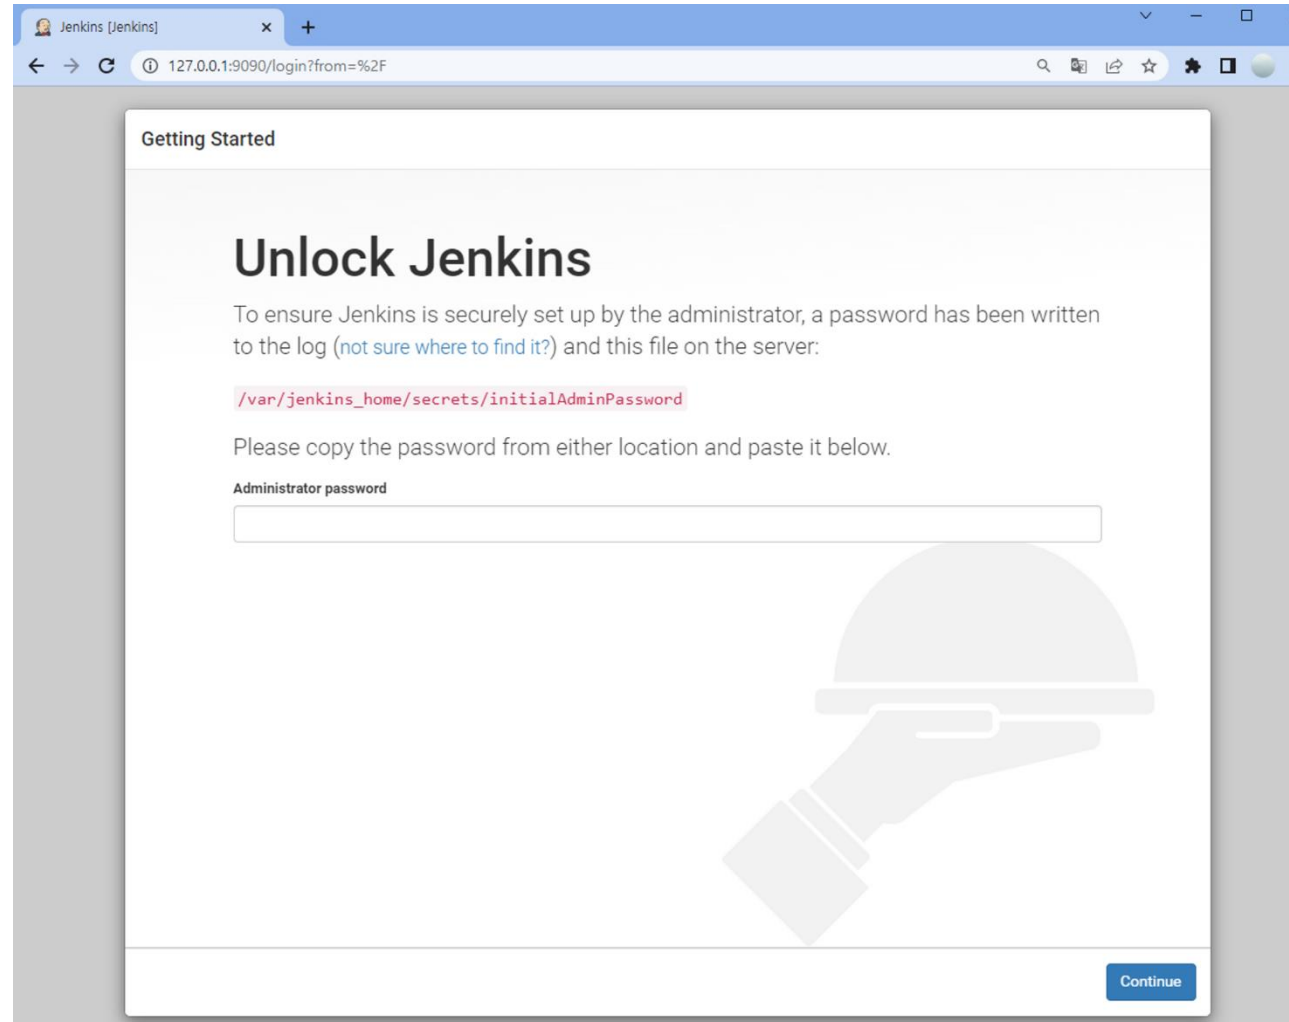 Jenkins [Jenkins]
127.0.0.1:9090/login?from=%2F
Getting Started
Unlock Jenkins
To ensure Jenkins is securely set up by the administrator, a password has been written
to the log (not sure where to find it?) and this file on the server:
/var/jenkins_home/secrets/initialAdminPassword
Please copy the password from either location and paste it below.
Administrator password
Continue